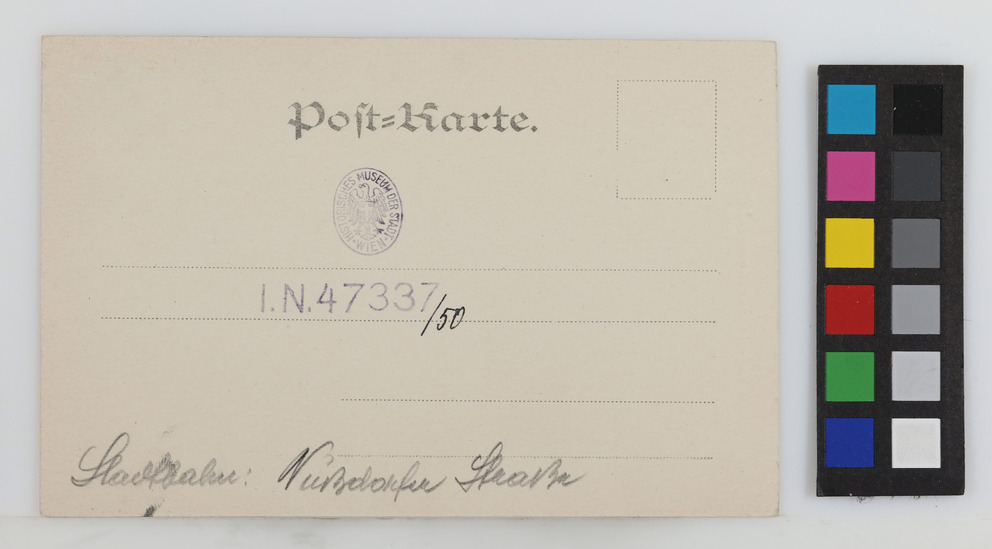 Post=Karte.
HISTORISCHES MUSEUM DER STADT WIEN
I.N.47337/50
Stadtbahn: Nußdorfer Straße